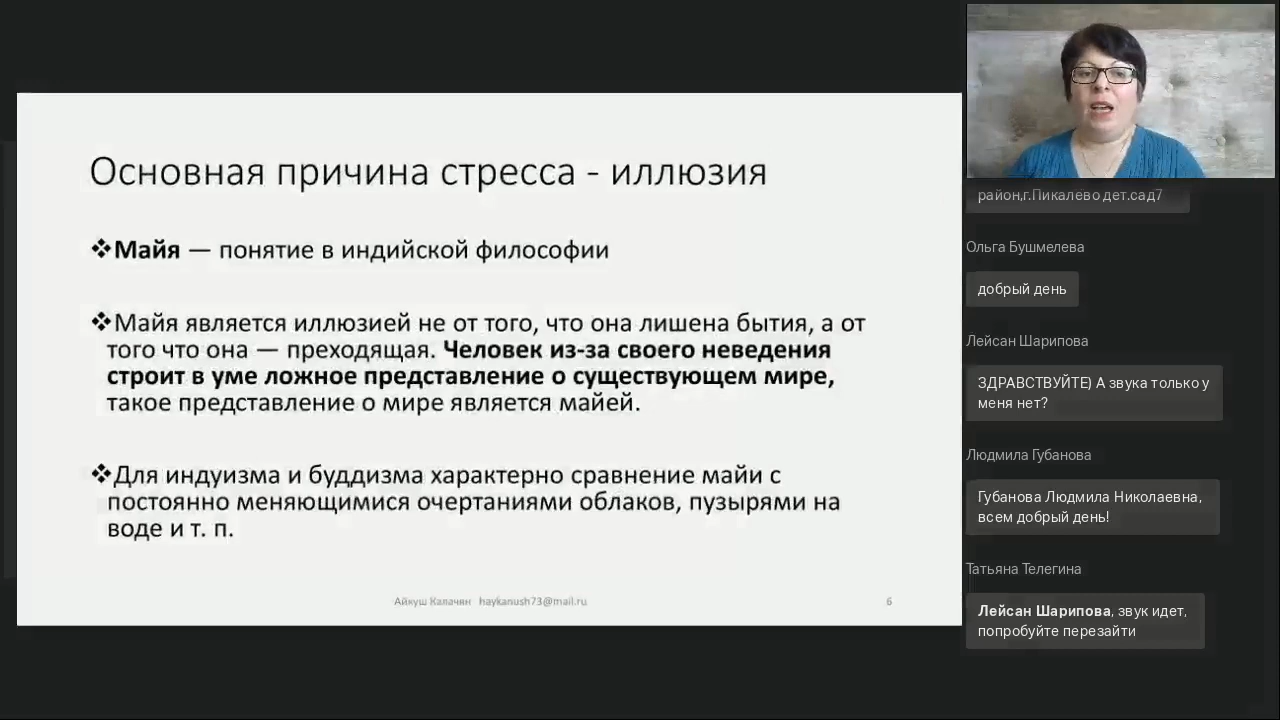 Основная причина стресса - иллюзия
❖Майя — понятие в индийской философии
❖Майя является иллюзией не от того, что она лишена бытия, а от
того что она — преходящая. Человек из-за своего неведения
строит в уме ложное представление о существующем мире,
такое представление о мире является майей.
❖Для индуизма и буддизма характерно сравнение майи с
постоянно меняющимися очертаниями облаков, пузырями на
воде и т. п.
Айкуш Калачян haykanush73@mail.ru
6
район,г.Пикалево дет.сад7
Ольга Бушмелева
добрый день
Лейсан Шарипова
ЗДРАВСТВУЙТЕ) А звука только у
меня нет?
Людмила Губанова
Губанова Людмила Николаевна,
всем добрый день!
Татьяна Телегина
Лейсан Шарипова, звук идет,
попробуйте перезайти